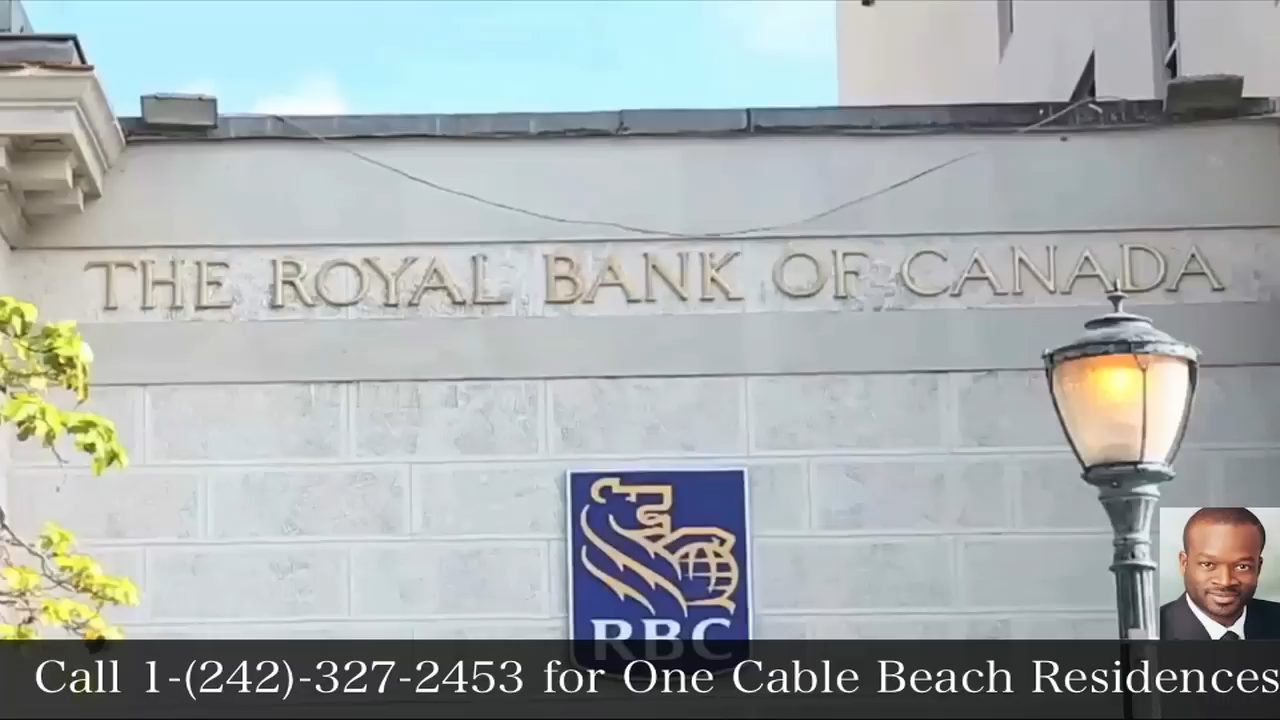 THE ROYAL BANK OF CANADA
RBC
Call 1-(242)-327-2453 for One Cable Beach Residences